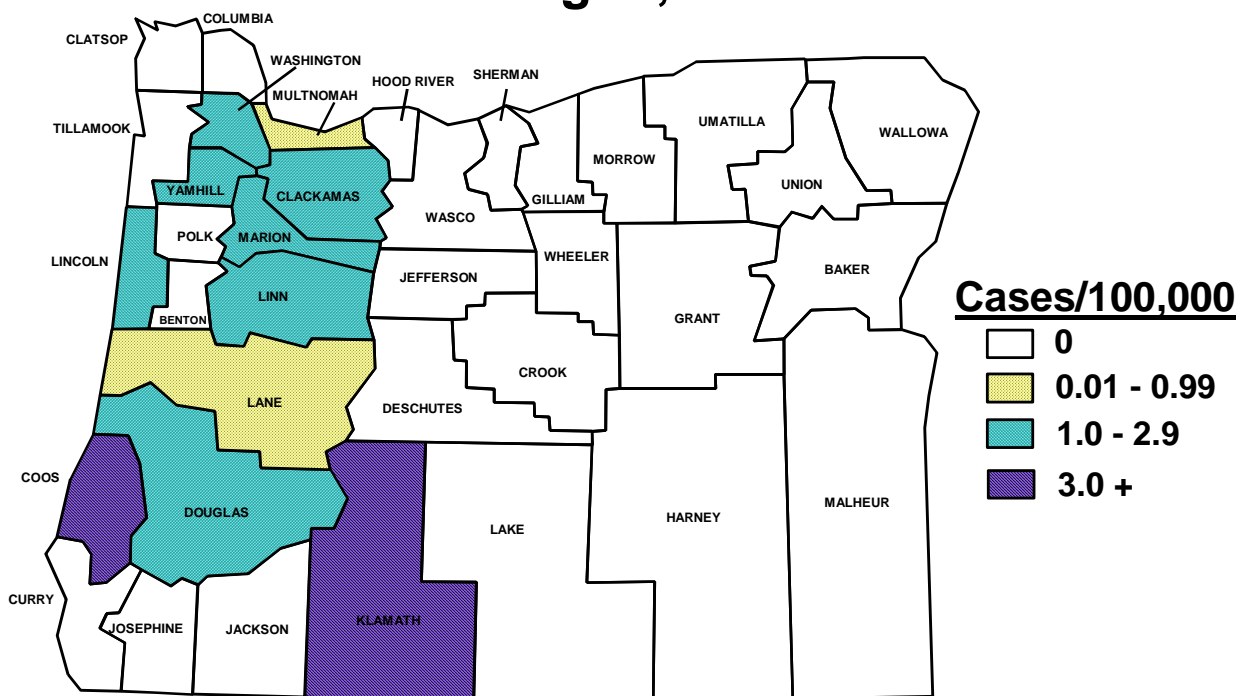 COLUMBIA
CLATSOP
WASHINGTON
HOOD RIVER
SHERMAN
MULTNOMAH
TILLAMOOK
UMATILLA
WALLOWA
MORROW
YAMHILL
CLACKAMAS
UNION
GILLIAM
WASCO
POLK
MARION
LINCOLN
WHEELER
JEFFERSON
BAKER
LINN
BENTON
GRANT
CROOK
LANE
DESCHUTES
COOS
DOUGLAS
LAKE
HARNEY
MALHEUR
CURRY
JOSEPHINE
JACKSON
KLAMATH
Cases/100,000
0
0.01 - 0.99
1.0 - 2.9
3.0 +